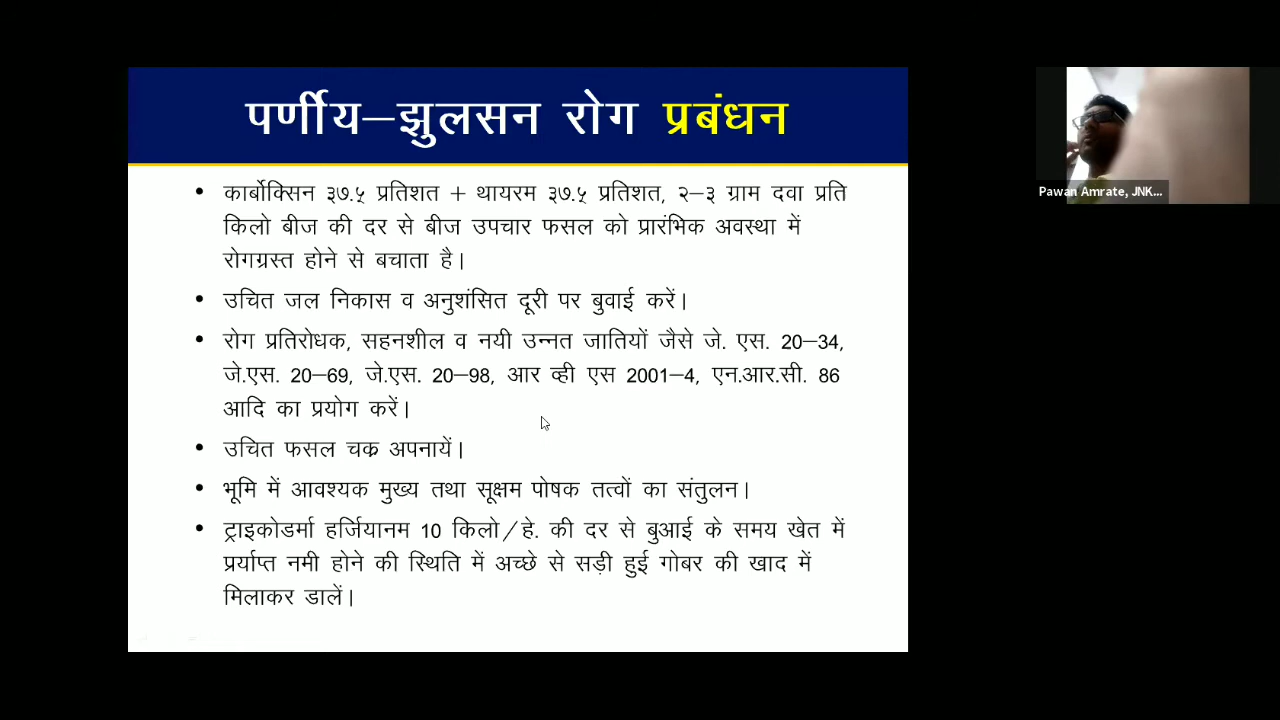 पर्णीय–झुलसन रोग प्रबंधन
Pawan Amrate, JNK...
• कार्बोक्सिन ३७.५ प्रतिशत + थायरम ३७.५ प्रतिशत, २–३ ग्राम दवा प्रति
किलो बीज की दर से बीज उपचार फसल को प्रारंभिक अवस्था में
रोगग्रस्त होने से बचाता है।
• उचित जल निकास व अनुशंसित दूरी पर बुवाई करें।
• रोग प्रतिरोधक, सहनशील व नयी उन्नत जातियों जैसे जे. एस. 20–34,
जे.एस. 20–69, जे.एस. 20–98, आर व्ही एस 2001–4, एन.आर.सी. 86
आदि का प्रयोग करें।
• उचित फसल चक्र अपनायें।
• भूमि में आवश्यक मुख्य तथा सूक्षम पोषक तत्वों का संतुलन।
• ट्राइकोडर्मा हर्जियानम 10 किलो/हे. की दर से बुआई के समय खेत में
प्रर्याप्त नमी होने की स्थिति में अच्छे से सड़ी हुई गोबर की खाद में
मिलाकर डालें।